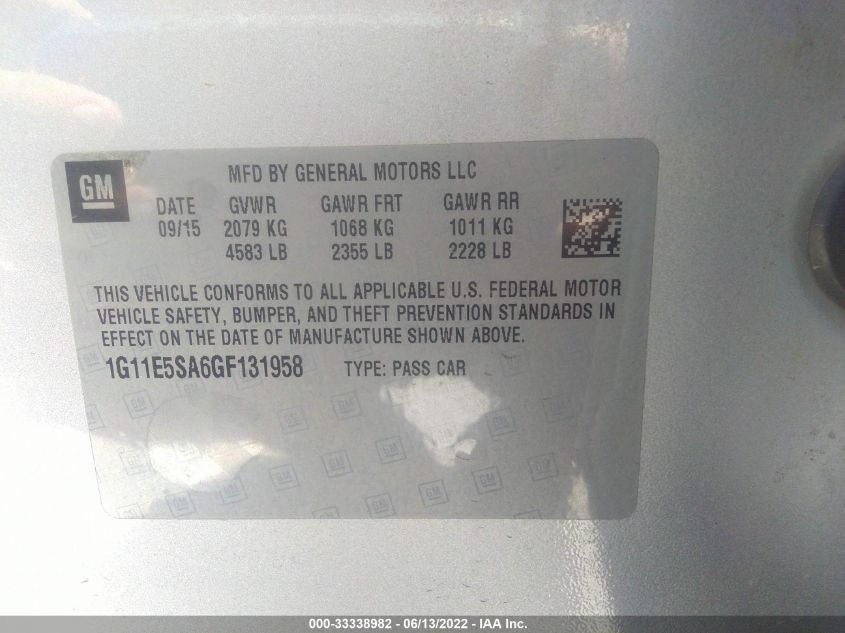 GM
MFD BY GENERAL MOTORS LLC
DATE GVWR GAWR FRT GAWR RR
09/15 2079 KG 1068 KG 1011 KG
4583 LB 2355 LB 2228 LB
THIS VEHICLE CONFORMS TO ALL APPLICABLE U.S. FEDERAL MOTOR
VEHICLE SAFETY, BUMPER, AND THEFT PREVENTION STANDARDS IN
EFFECT ON THE DATE OF MANUFACTURE SHOWN ABOVE.
1G11E5SA6GF131958 TYPE: PASS CAR
000-33338982 - 06/13/2022 - IAA Inc.